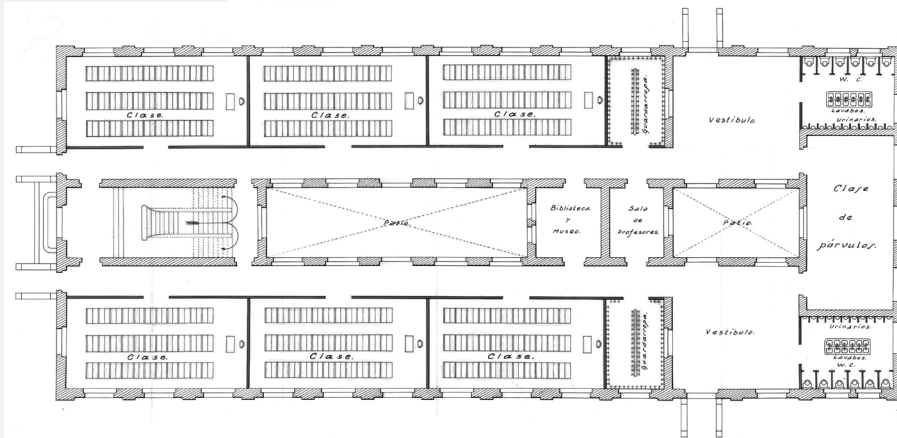 W. C.
Lavabos.
Urinarios.
Clase.
Clase.
Clase.
Guardarropa.
Vestíbulo.
Clase
de
párvulos.
Patio.
Biblioteca
y
Museo.
Sala
de
Profesores.
Patio.
Clase.
Clase.
Clase.
Guardarropa.
Vestíbulo.
Urinarios.
Lavabos.
W. C.